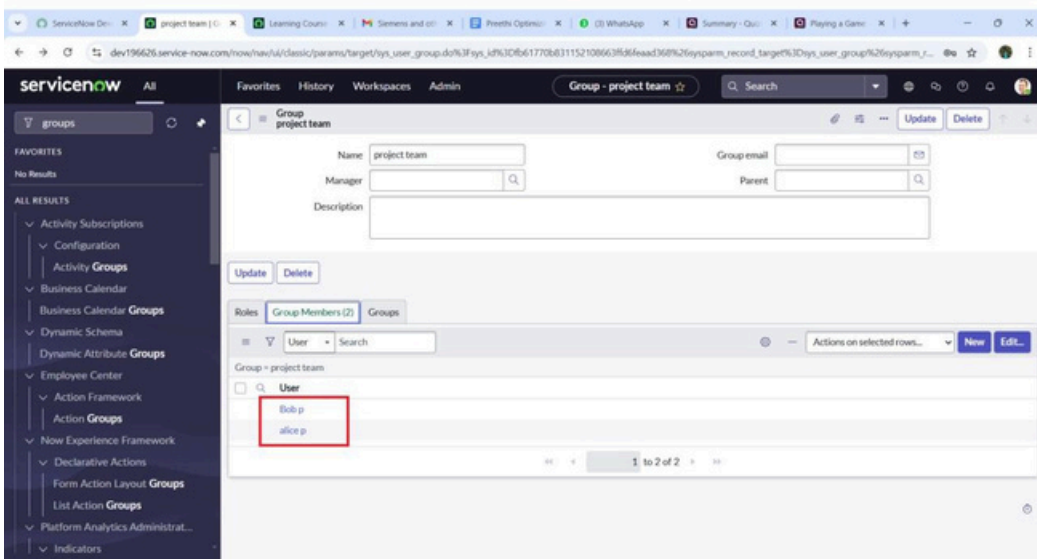 ServiceNow Dev
project team | G
Learning Course
Siemens and
Preethi Optimiz
(3) WhatsApp
Summary - Quiz
Playing a Game
servicenow
All
Favorites
History
Workspaces
Admin
Group - project team
Search
groups
FAVORITES
No Results
ALL RESULTS
Activity Subscriptions
Configuration
Activity Groups
Business Calendar
Business Calendar Groups
Dynamic Schema
Dynamic Attribute Groups
Employee Center
Action Framework
Action Groups
Now Experience Framework
Declarative Actions
Form Action Layout Groups
List Action Groups
Platform Analytics Administrat...
Indicators
Group
project team
Update
Delete
Name
project team
Group email
Manager
Parent
Description
Update
Delete
Roles
Group Members (2)
Groups
User
Search
Actions on selected rows...
New
Edit...
Group = project team
User
Bob p
alice p
1 to 2 of 2